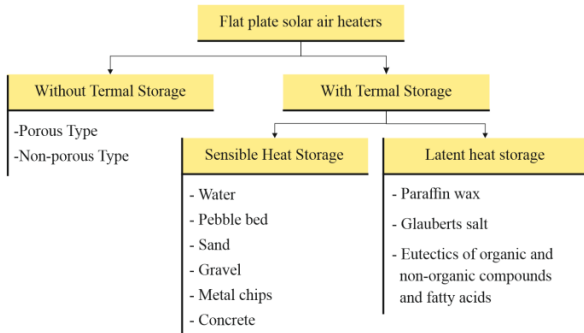 Flat plate solar air heaters
Without Termal Storage
With Termal Storage
-Porous Type
-Non-porous Type
Sensible Heat Storage
Latent heat storage
- Water
- Pebble bed
- Sand
- Gravel
- Metal chips
- Concrete
- Paraffin wax
- Glauberts salt
- Eutectics of organic and
non-organic compounds
and fatty acids